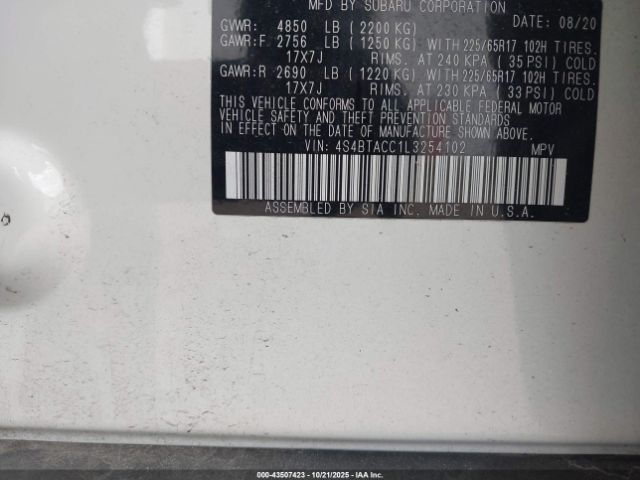 MFD BY SUBARU CORPORATION
DATE: 08/20
GVWR: 4850 LB ( 2200 KG)
GAWR:F 2756 LB ( 1250 KG) WITH 225/65R17 102H TIRES.
17X7J RIMS. AT 240 KPA ( 35 PSI) COLD
GAWR:R 2690 LB ( 1220 KG) WITH 225/65R17 102H TIRES.
17X7J RIMS. AT 230 KPA ( 33 PSI) COLD
THIS VEHICLE CONFORMS TO ALL APPLICABLE FEDERAL MOTOR
VEHICLE SAFETY, BUMPER, AND THEFT PREVENTION STANDARDS
IN EFFECT ON THE DATE OF MANUFACTURE SHOWN ABOVE.
VIN: 4S4BTACC1L3254102 MPV
ASSEMBLED BY SIA INC. MADE IN U.S.A.
000-43507423 | 10/21/2025 | COPYRIGHT © IAA, LLC.